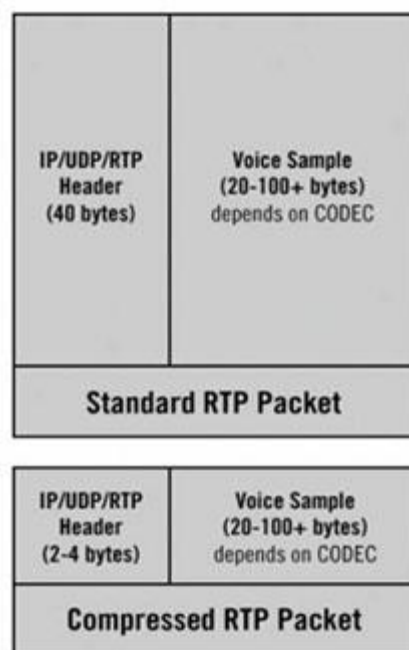 IP/UDP/RTP
Header
(40 bytes)
Voice Sample
(20-100+ bytes)
depends on CODEC
Standard RTP Packet
IP/UDP/RTP
Header
(2-4 bytes)
Voice Sample
(20-100+ bytes)
depends on CODEC
Compressed RTP Packet